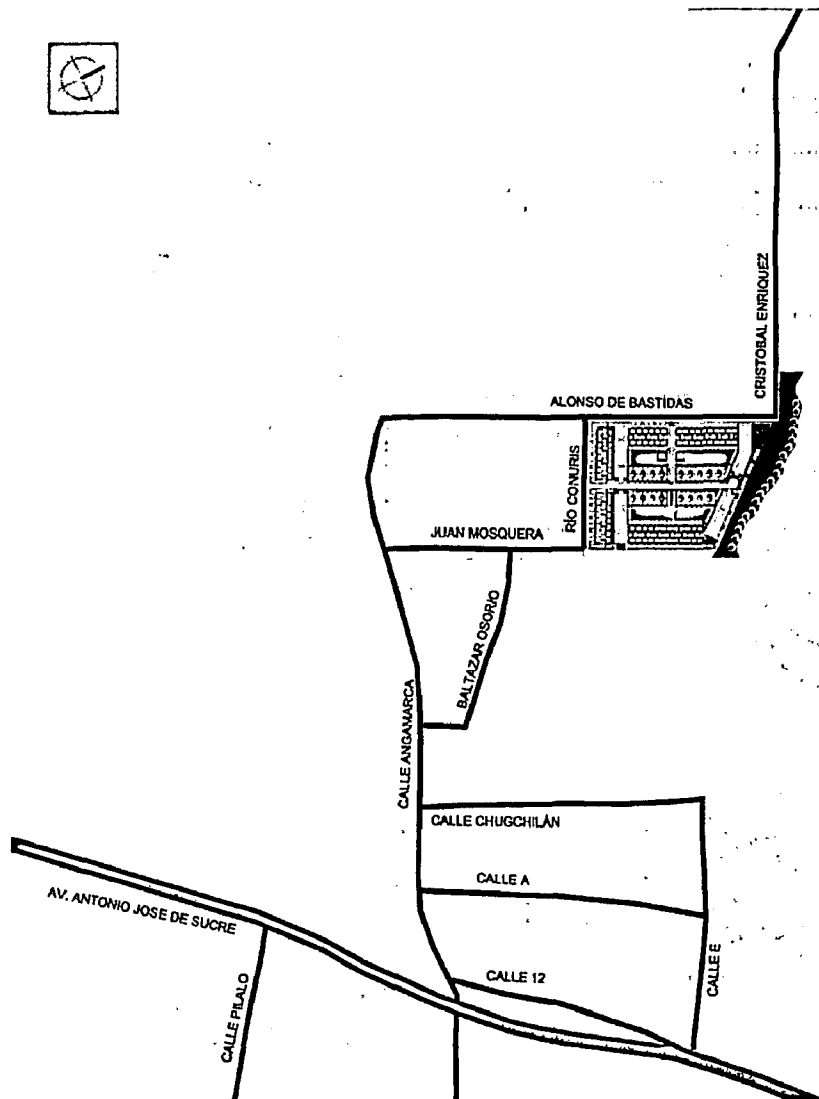 CRISTOBAL ENRIQUEZ
ALONSO DE BASTÍDAS
RÍO CONURIS
JUAN MOSQUERA
BALTAZAR OSORIO
CALLE ANGAMARCA
CALLE CHUGCHILÁN
CALLE A
AV. ANTONIO JOSE DE SUCRE
CALLE E
CALLE 12
CALLE PILALO